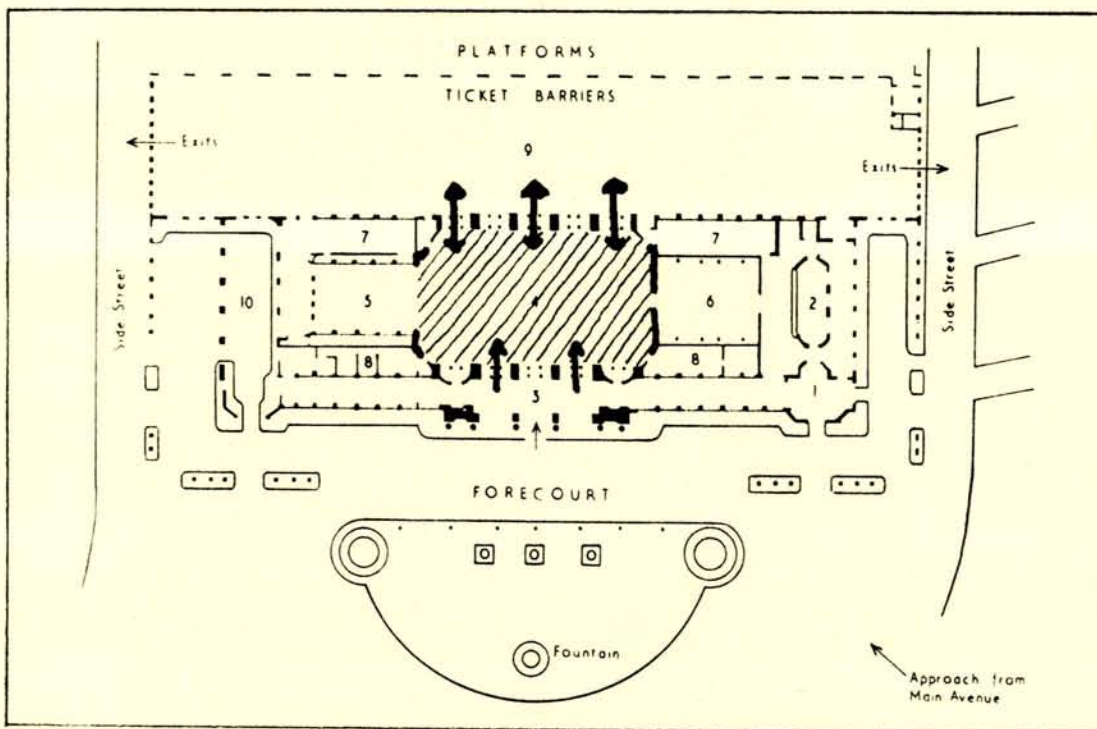 PLATFORMS
TICKET BARRIERS
Exits
9
Exits
7
7
Side Street
10
5
4
6
2
Side Street
8
8
3
1
FORECOURT
Fountain
Approach from
Main Avenue